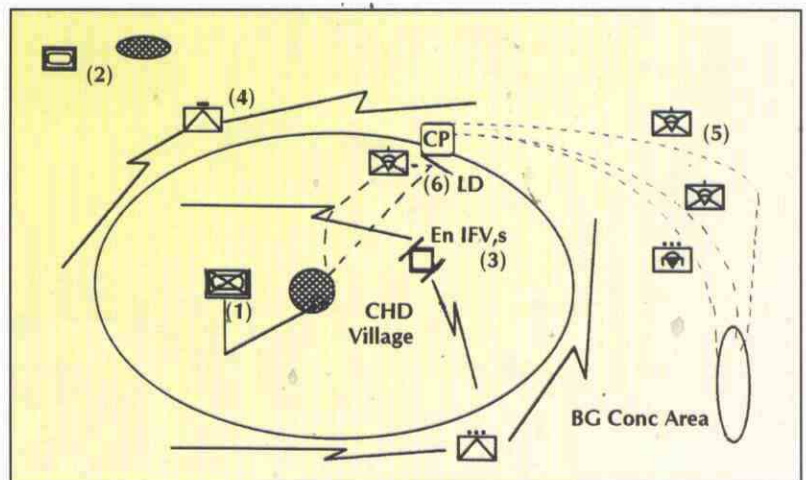 (2)
(4)
(5)
CP
(6) LD
En IFV,s
(3)
(1)
CHD
Village
BG Conc Area